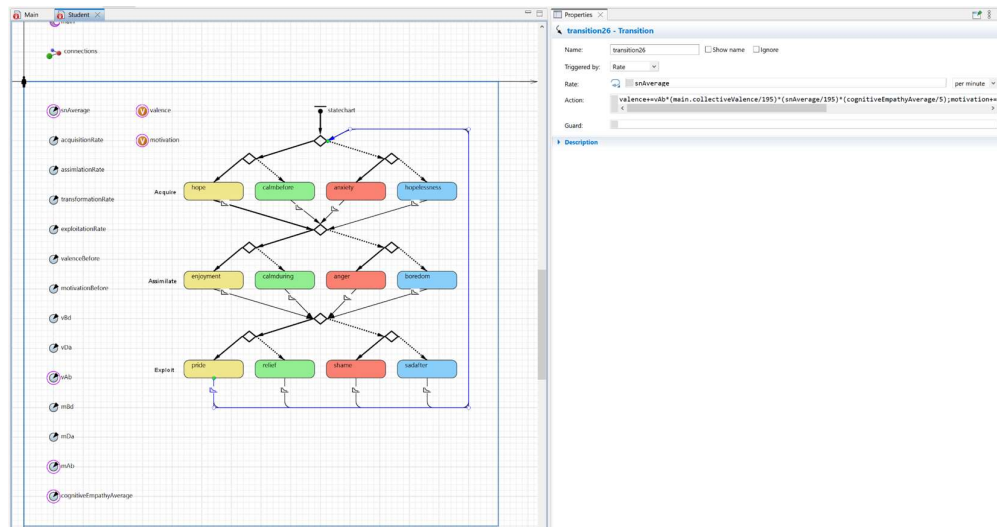 Main
Student
main
connections
snAverage
acquisitionRate
assimlationRate
transformationRate
exploitationRate
valenceBefore
motivationBefore
vBd
vDa
vAb
mBd
mDa
mAb
cognitiveEmpathyAverage
valence
motivation
statechart
Acquire
hope
calmbefore
anxiety
hopelessness
Assimilate
enjoyment
calmduring
anger
boredom
Exploit
pride
relief
shame
sadafter
Properties
transition26 - Transition
Name: transition26 Show name Ignore
Triggered by: Rate
Rate: snAverage per minute
Action: valence+=vAb*(main.collectiveValence/195)*(snAverage/195)*(cognitiveEmpathyAverage/5);motivation+=
Guard:
Description